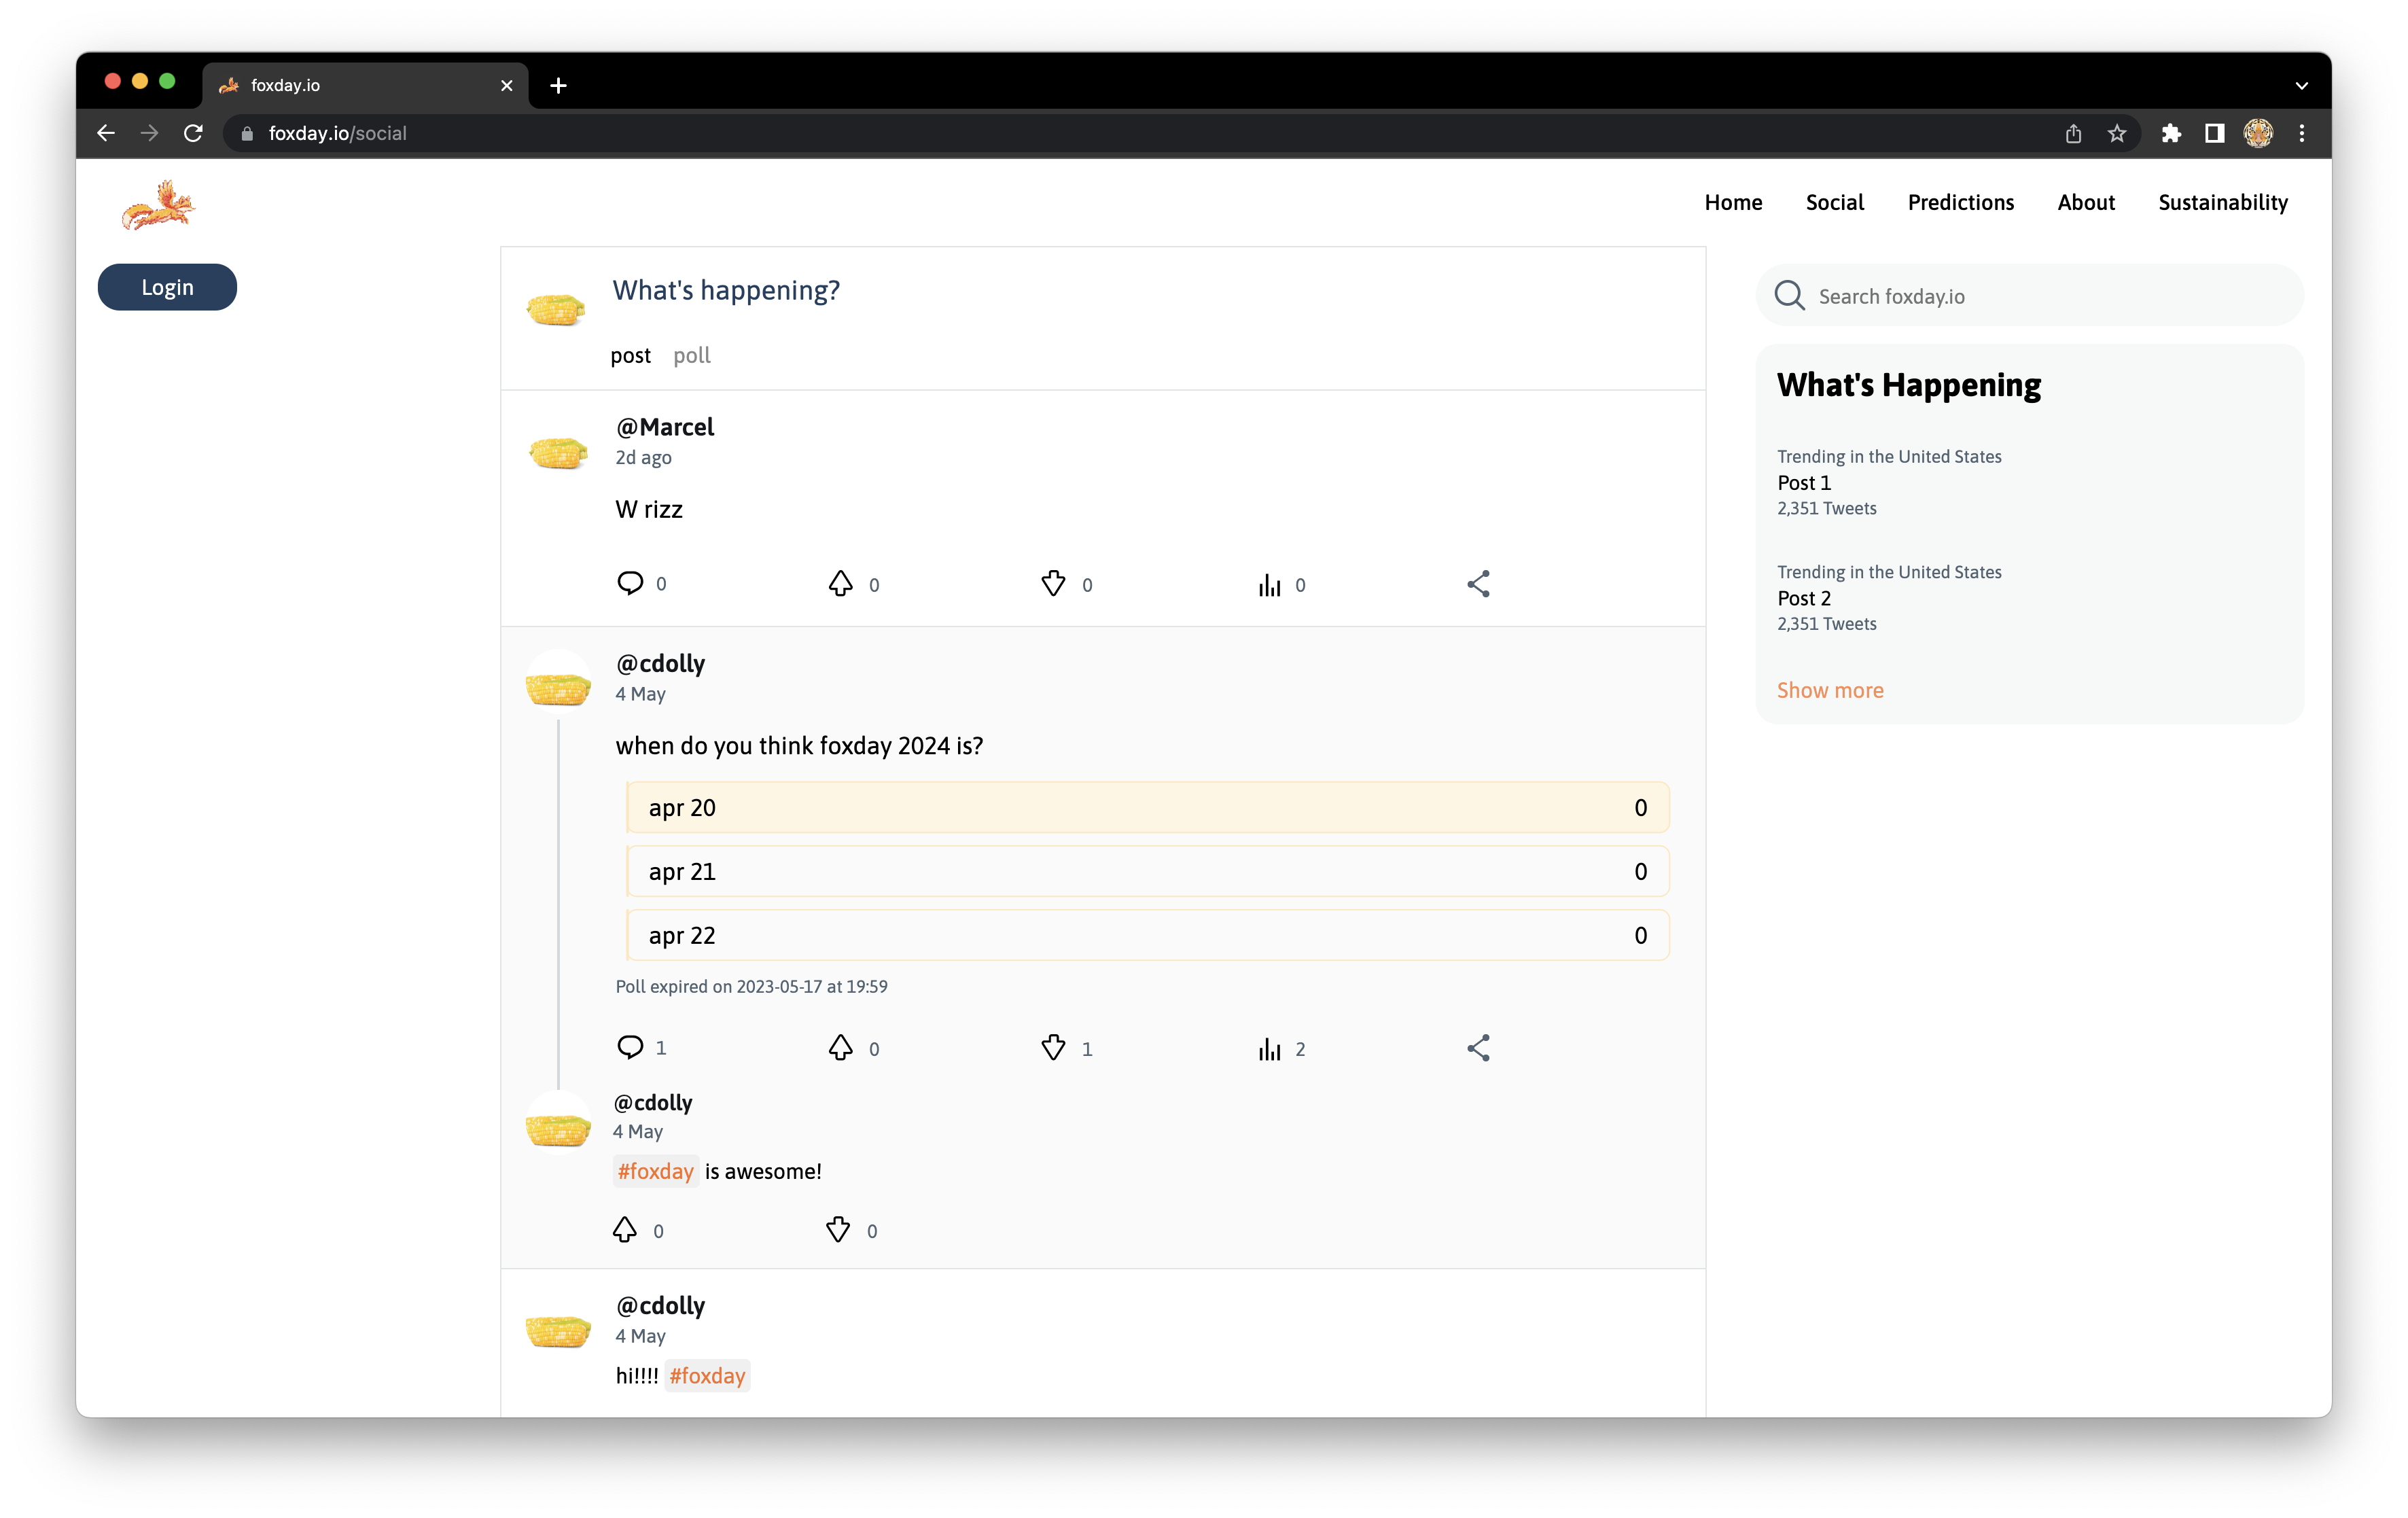 foxday.io
foxday.io/social
Home Social Predictions About Sustainability
Login
What's happening?
post poll
@Marcel
2d ago
W rizz
0 0 0 0
@cdolly
4 May
when do you think foxday 2024 is?
apr 20 0
apr 21 0
apr 22 0
Poll expired on 2023-05-17 at 19:59
1 0 1 2
@cdolly
4 May
#foxday is awesome!
0 0
@cdolly
4 May
hi!!!! #foxday
Search foxday.io
What's Happening
Trending in the United States
Post 1
2,351 Tweets
Trending in the United States
Post 2
2,351 Tweets
Show more